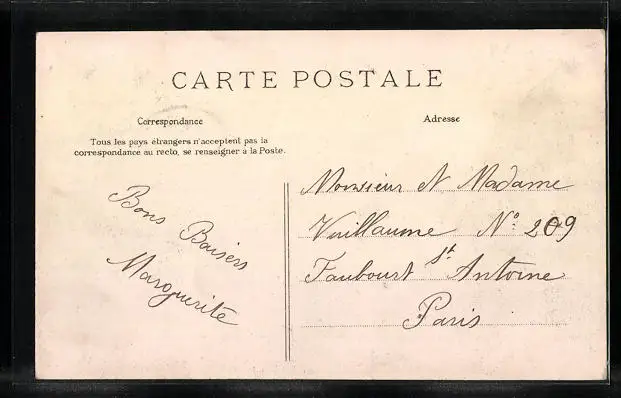 CARTE POSTALE
Correspondance
Adresse
Tous les pays étrangers n'acceptent pas la
correspondance au recto, se renseigner à la Poste.
Bons Baisers
Marguerite
Monsieur et Madame
Vuillaume N° 209
Faubourt St Antoine
Paris